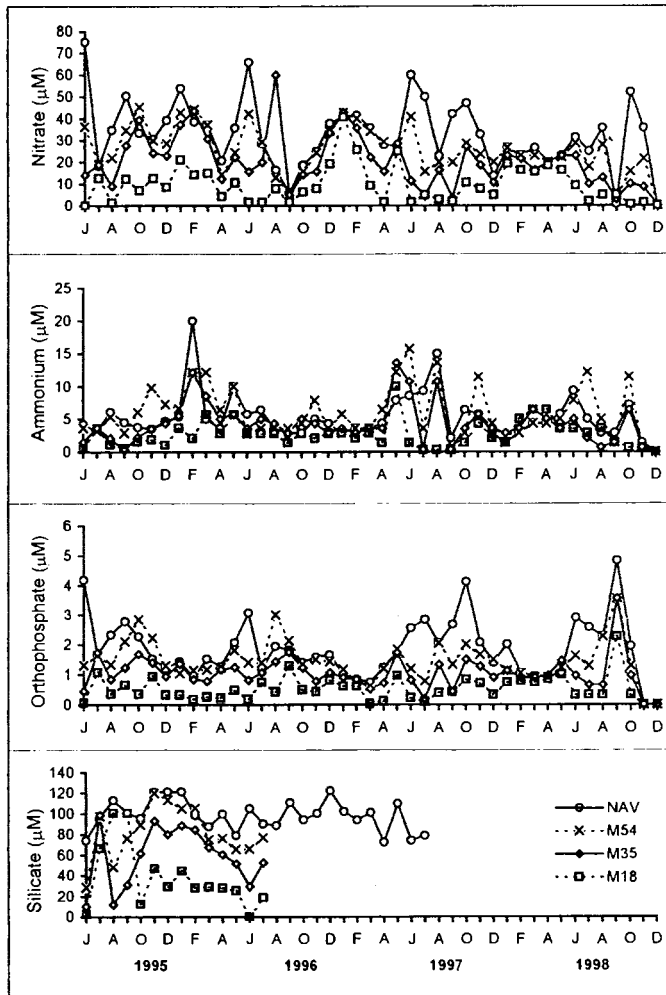 Nitrate (µM)
80
70
60
50
40
30
20
10
0
J A O D F A J A O D F A J A O D F A J A O D
Ammonium (µM)
25
20
15
10
5
0
J A O D F A J A O D F A J A O D F A J A O D
Orthophosphate (µM)
6
5
4
3
2
1
0
J A O D F A J A O D F A J A O D F A J A O D
Silicate (µM)
140
120
100
80
60
40
20
0
NAV
M54
M35
M18
J A O D F A J A O D F A J A O D F A J A O D
1995 1996 1997 1998